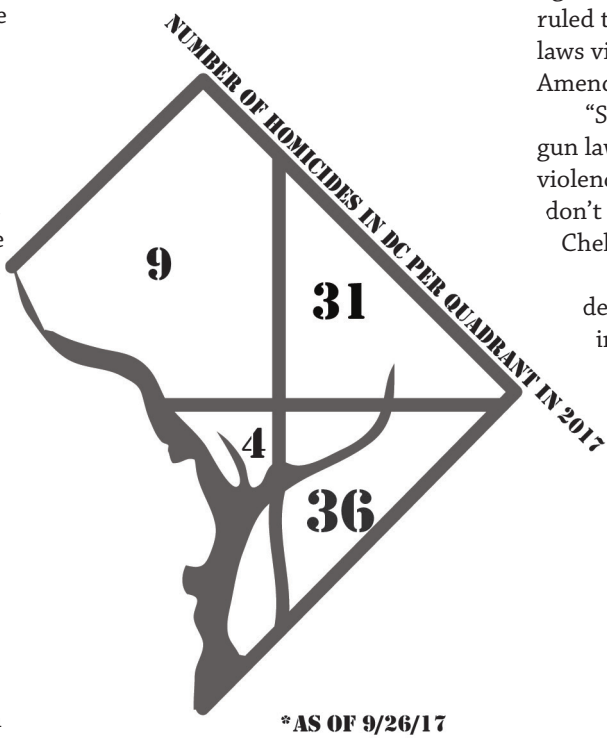 NUMBER OF HOMICIDES IN DC PER QUADRANT IN 2017
9
31
4
36
*AS OF 9/26/17
e
e
ruled t
laws vi
Amend
“S
gun law
violenc
don’t
Chel
de
in